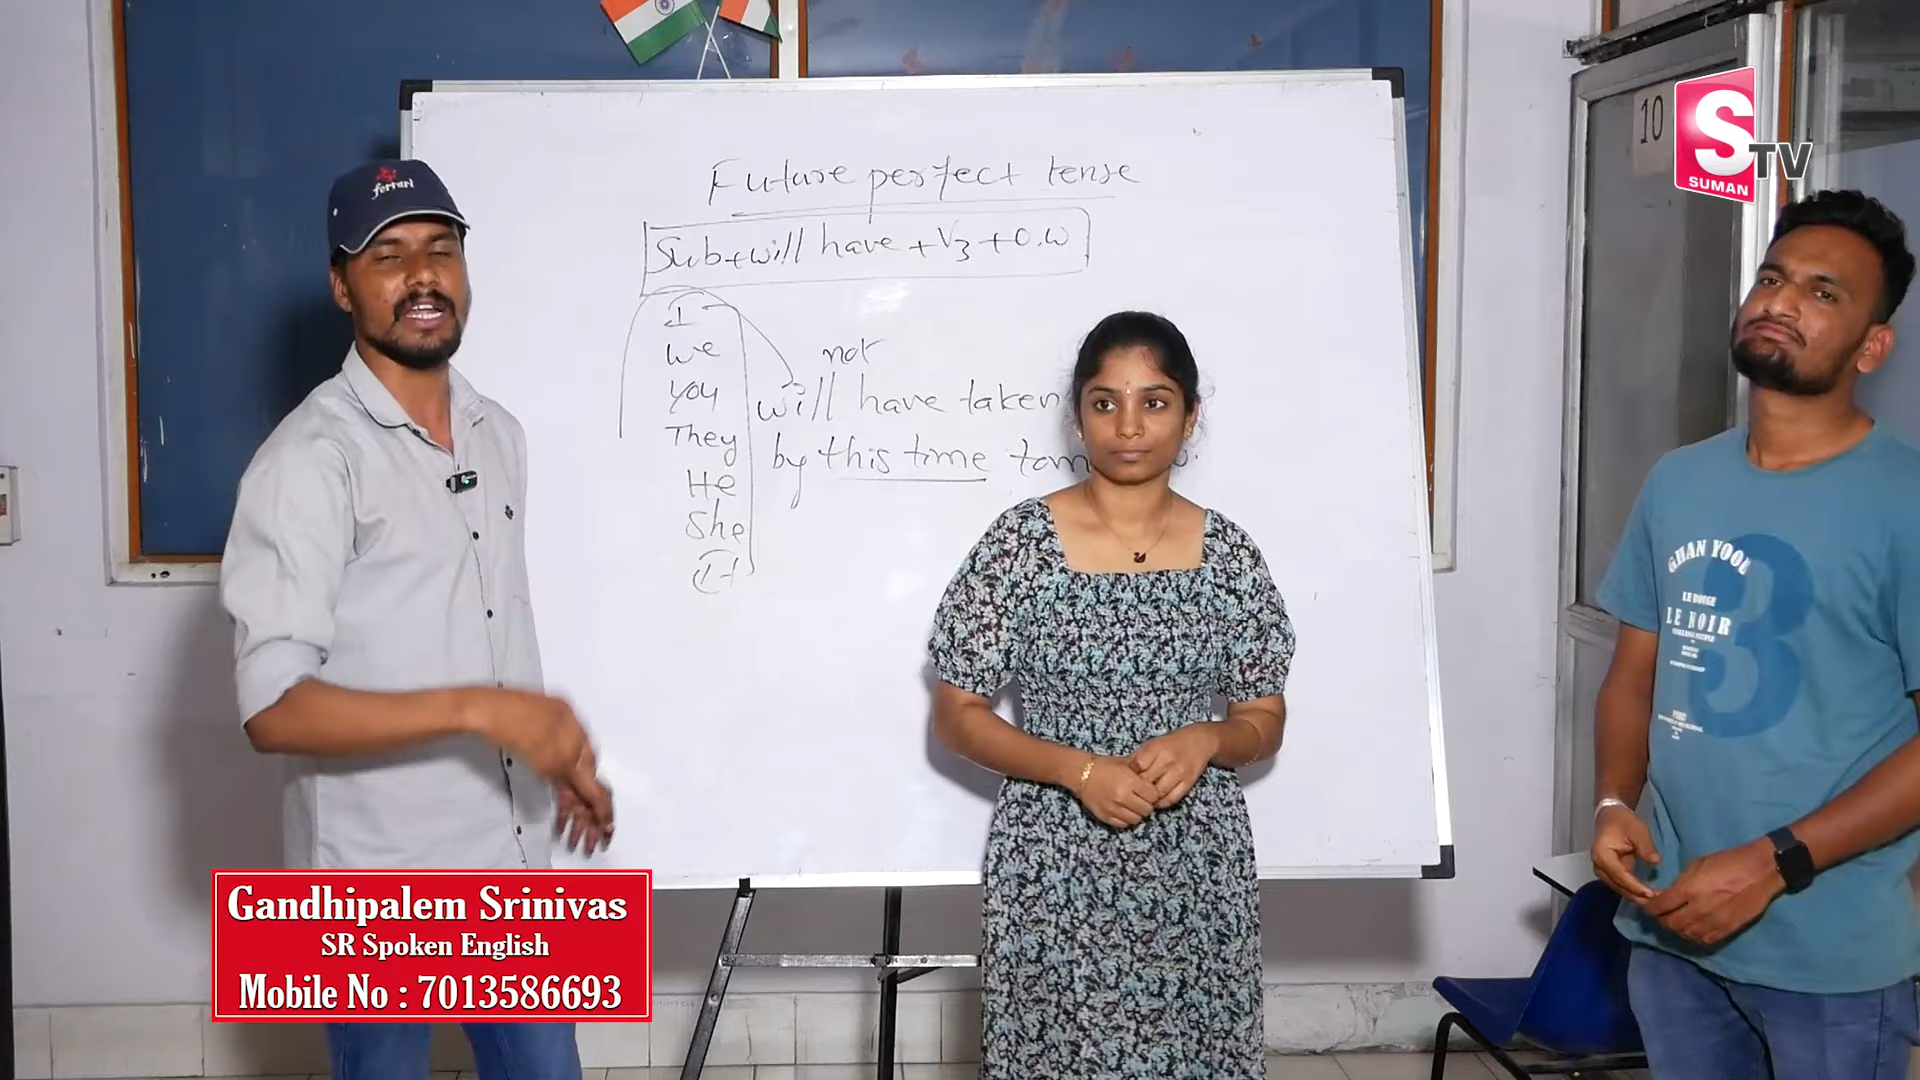 Future perfect tense
Sub+will have +V3+O.W
I
we
not
you
will have taken
They
by this time
He
She
It
ferrari
10
S TV
SUMAN
GHAN YOOL
LE NOIR
3
Gandhipalem Srinivas
SR Spoken English
Mobile No : 7013586693